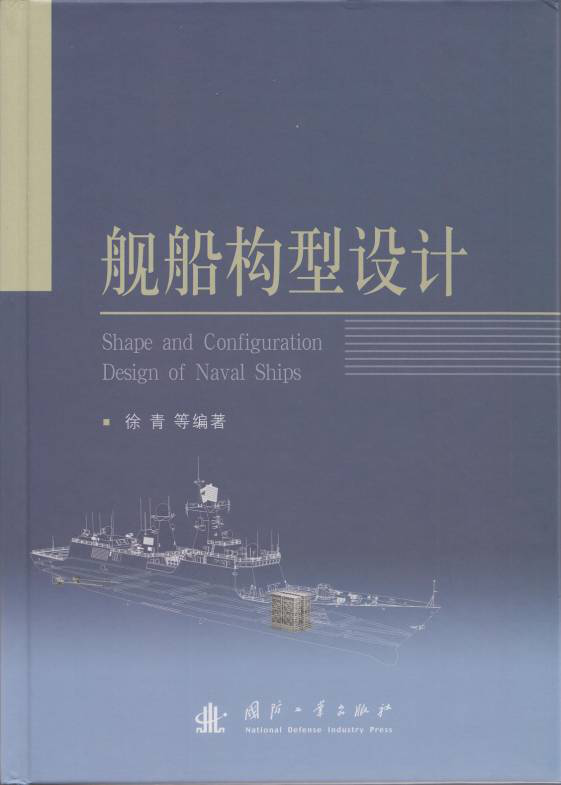 舰船构型设计
Shape and Configuration
Design of Naval Ships
徐 青 等编著
国防工业出版社
National Defense Industry Press